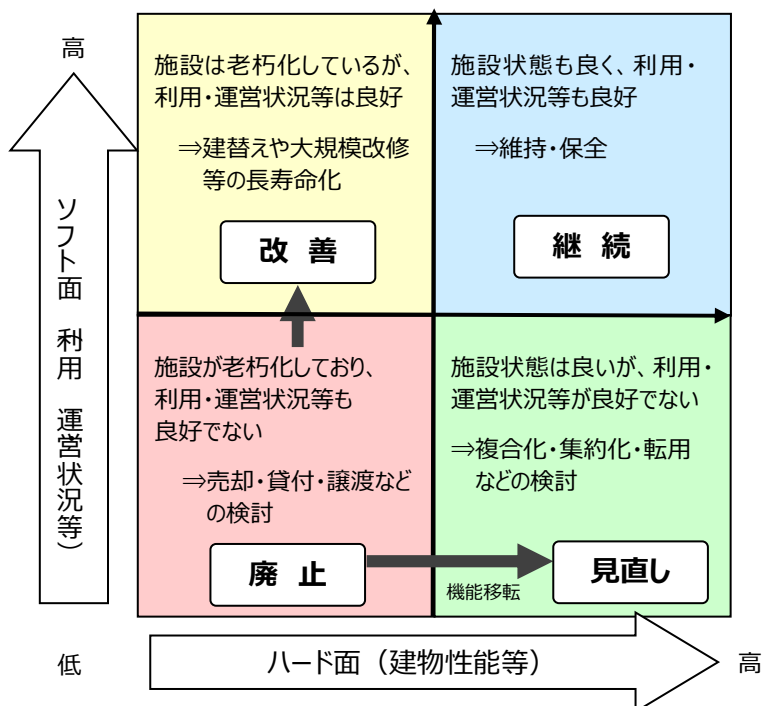 高
施設は老朽化しているが、
利用・運営状況等は良好
⇒建替えや大規模改修
等の長寿命化
改 善
施設状態も良く、利用・
運営状況等も良好
⇒維持・保全
継 続
ソフト面 利用 運営状況等）
施設が老朽化しており、
利用・運営状況等も
良好でない
⇒売却・貸付・譲渡など
の検討
廃 止
施設状態は良いが、利用・
運営状況等が良好でない
⇒複合化・集約化・転用
などの検討
見直し
機能移転
低
ハード面（建物性能等）
高